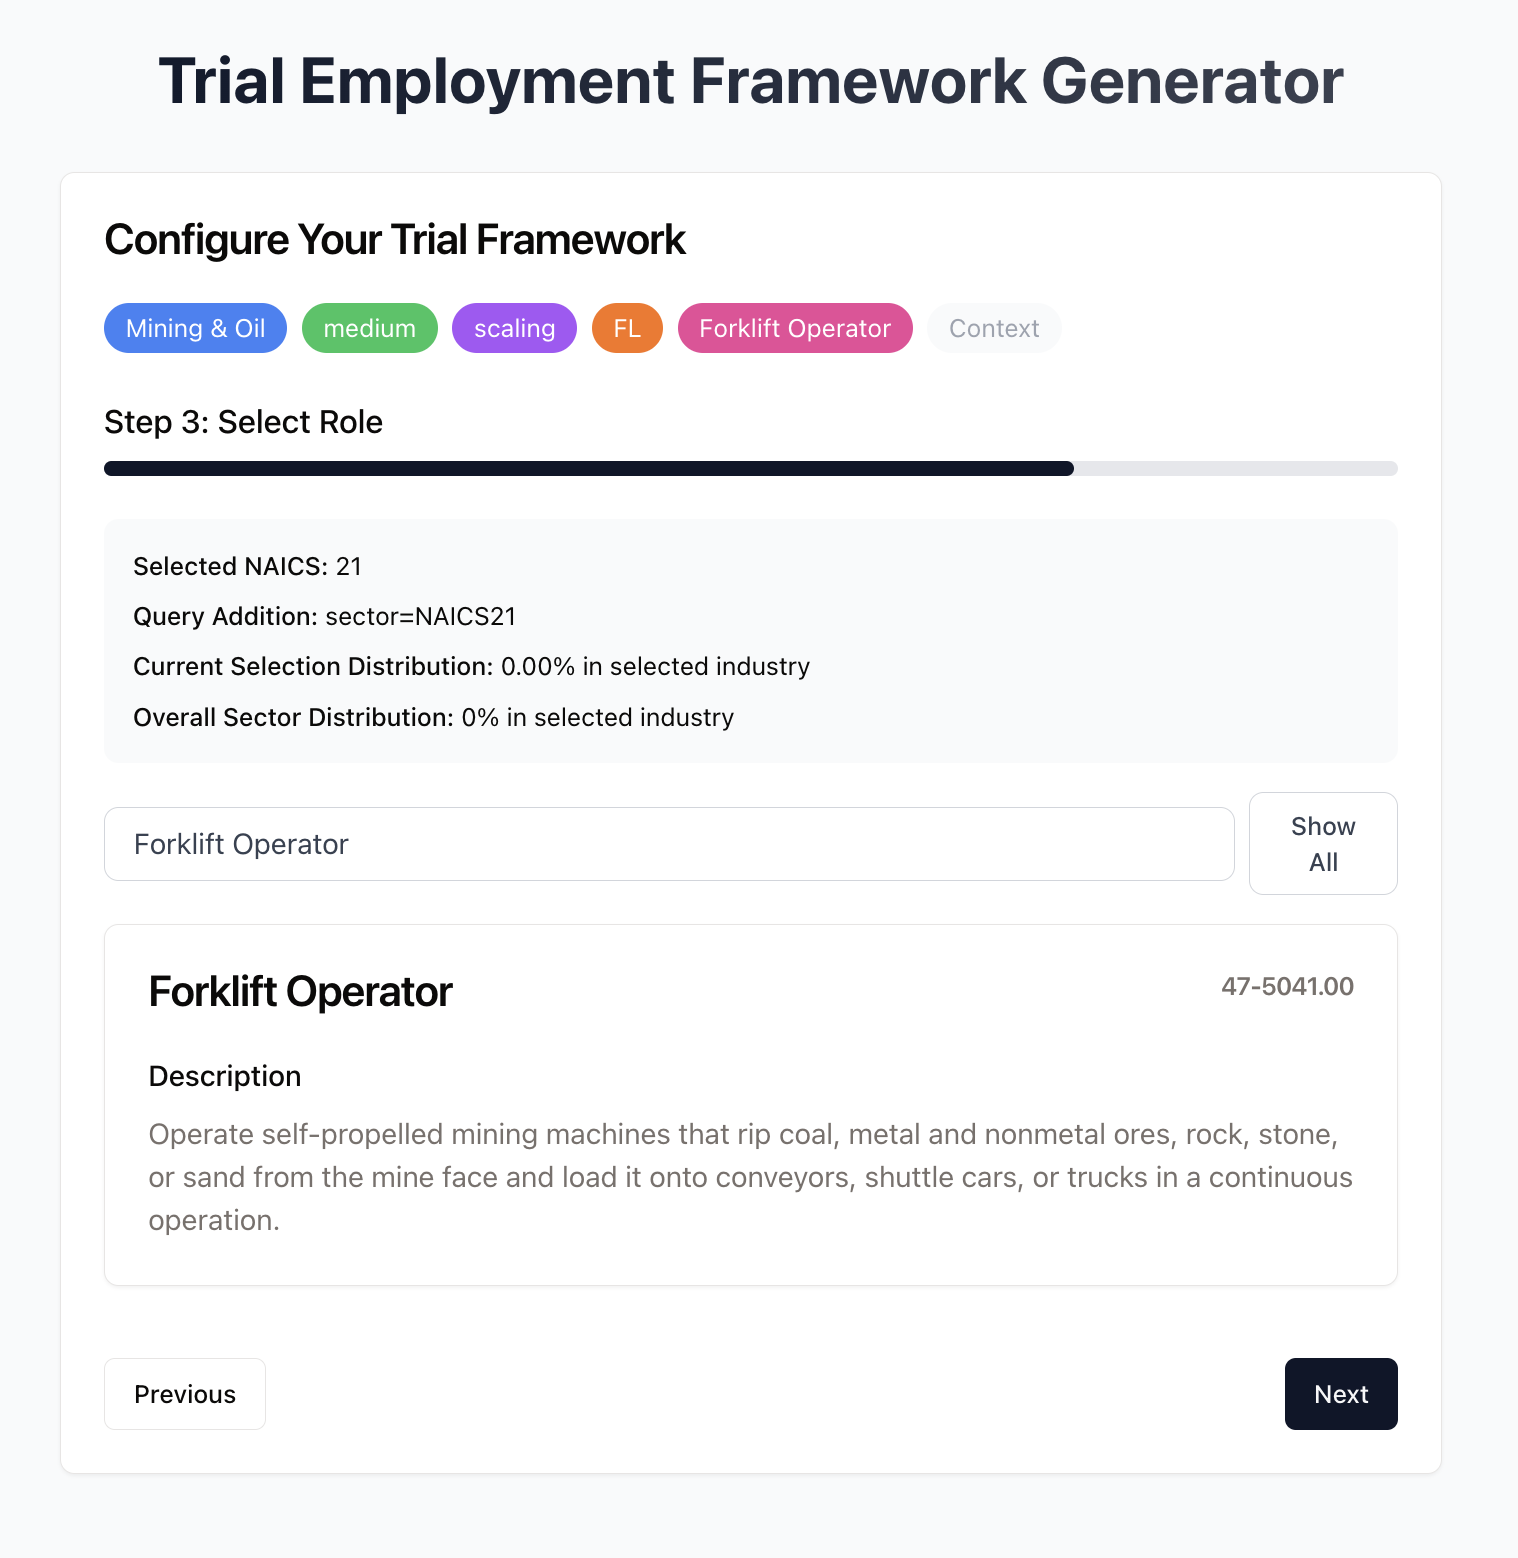 Trial Employment Framework Generator
Configure Your Trial Framework
Mining & Oil medium scaling FL Forklift Operator Context
Step 3: Select Role
Selected NAICS: 21
Query Addition: sector=NAICS21
Current Selection Distribution: 0.00% in selected industry
Overall Sector Distribution: 0% in selected industry
Forklift Operator
Show
All
Forklift Operator
47-5041.00
Description
Operate self-propelled mining machines that rip coal, metal and nonmetal ores, rock, stone,
or sand from the mine face and load it onto conveyors, shuttle cars, or trucks in a continuous
operation.
Previous
Next